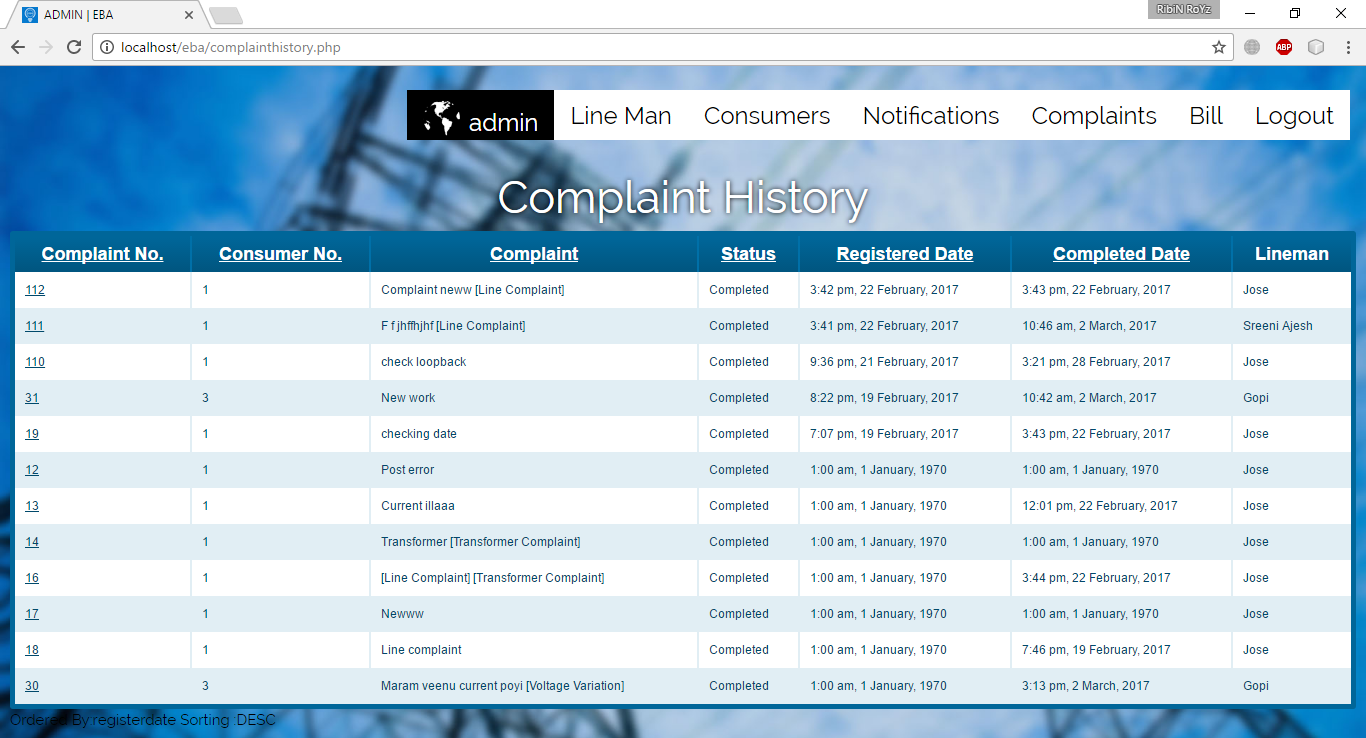 RibiN RoYz
ADMIN | EBA
localhost/eba/complainthistory.php
ABP
admin Line Man Consumers Notifications Complaints Bill Logout
Complaint History
Complaint No. Consumer No. Complaint Status Registered Date Completed Date Lineman
112 1 Complaint neww [Line Complaint] Completed 3:42 pm, 22 February, 2017 3:43 pm, 22 February, 2017 Jose
111 1 F f jhffhjhf [Line Complaint] Completed 3:41 pm, 22 February, 2017 10:46 am, 2 March, 2017 Sreeni Ajesh
110 1 check loopback Completed 9:36 pm, 21 February, 2017 3:21 pm, 28 February, 2017 Jose
31 3 New work Completed 8:22 pm, 19 February, 2017 10:42 am, 2 March, 2017 Gopi
19 1 checking date Completed 7:07 pm, 19 February, 2017 3:43 pm, 22 February, 2017 Jose
12 1 Post error Completed 1:00 am, 1 January, 1970 1:00 am, 1 January, 1970 Jose
13 1 Current illaaa Completed 1:00 am, 1 January, 1970 12:01 pm, 22 February, 2017 Jose
14 1 Transformer [Transformer Complaint] Completed 1:00 am, 1 January, 1970 1:00 am, 1 January, 1970 Jose
16 1 [Line Complaint] [Transformer Complaint] Completed 1:00 am, 1 January, 1970 3:44 pm, 22 February, 2017 Jose
17 1 Newww Completed 1:00 am, 1 January, 1970 1:00 am, 1 January, 1970 Jose
18 1 Line complaint Completed 1:00 am, 1 January, 1970 7:46 pm, 19 February, 2017 Jose
30 3 Maram veenu current poyi [Voltage Variation] Completed 1:00 am, 1 January, 1970 3:13 pm, 2 March, 2017 Gopi
Ordered By:registerdate Sorting :DESC